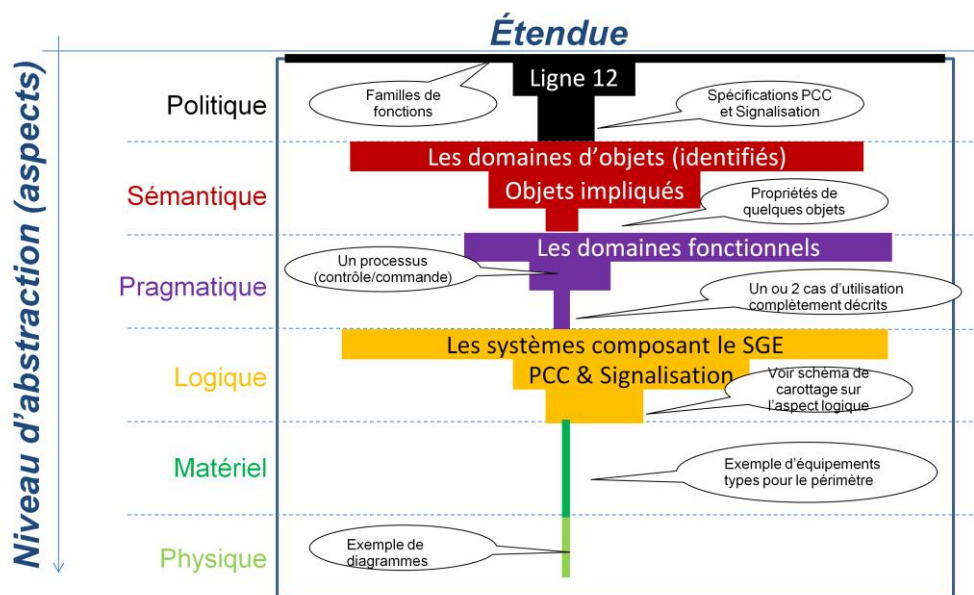 Étendue
Niveau d’abstraction (aspects)
Politique
Ligne 12
Familles de
fonctions
Spécifications PCC
et Signalisation
Les domaines d’objets (identifiés)
Sémantique
Objets impliqués
Propriétés de
quelques objets
Les domaines fonctionnels
Un processus
(contrôle/commande)
Pragmatique
Un ou 2 cas d’utilisation
complètement décrits
Les systèmes composant le SGE
Logique
PCC & Signalisation
Voir schéma de
carottage sur
l’aspect logique
Matériel
Exemple d’équipements
types pour le périmètre
Physique
Exemple de
diagrammes